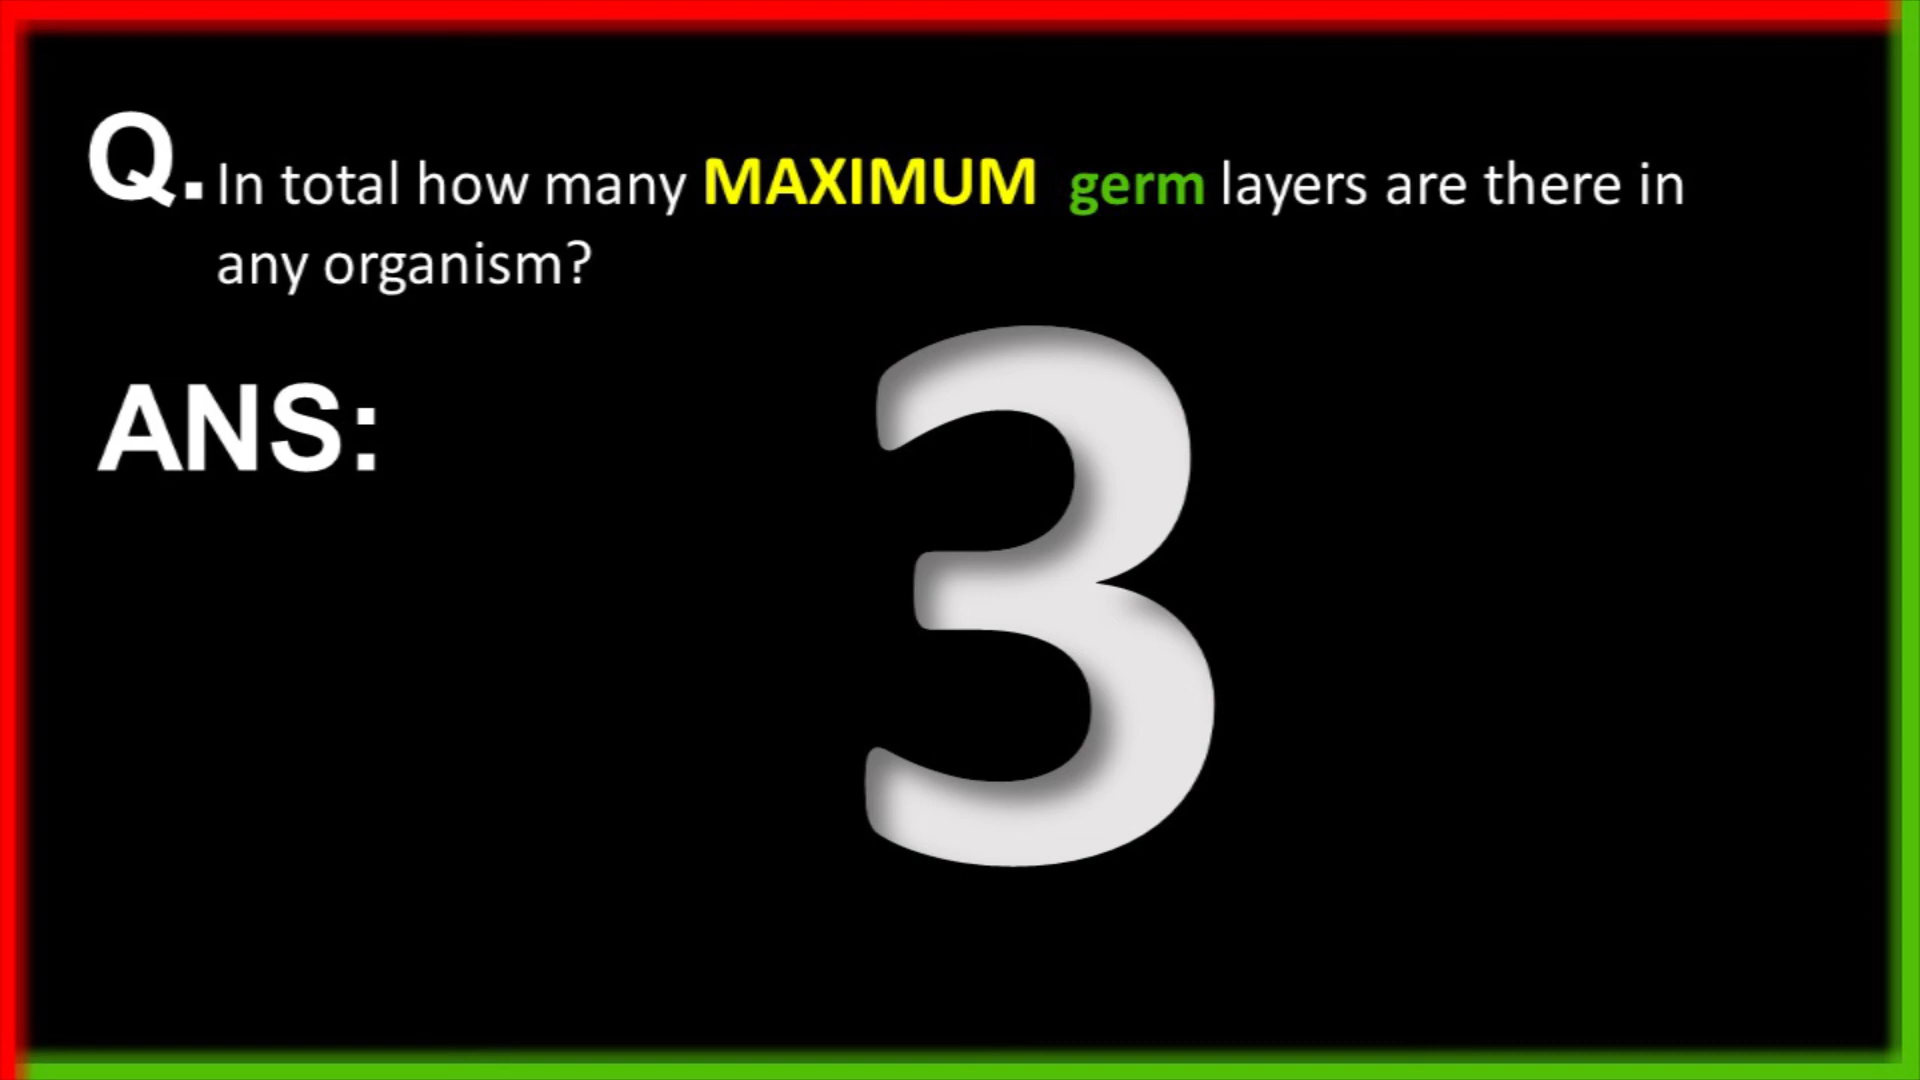 Q. In total how many MAXIMUM germ layers are there in
any organism?
ANS:
3